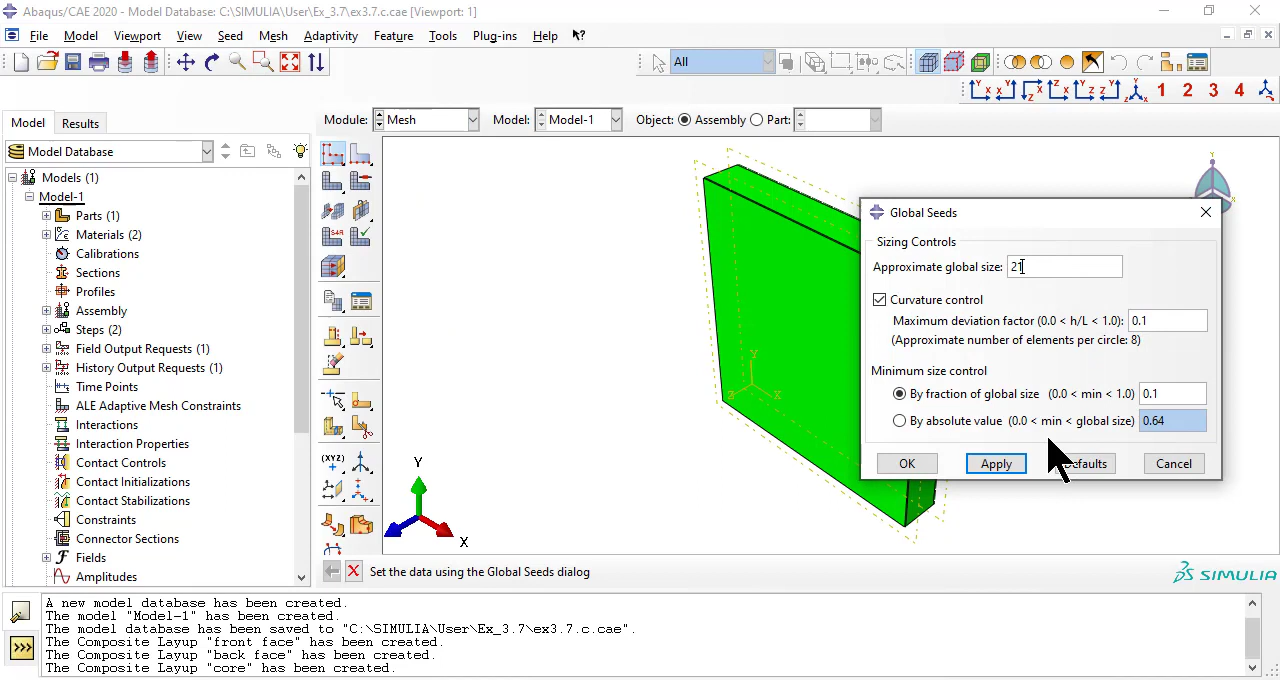 Abaqus/CAE 2020 - Model Database: C:\SIMULIA\User\Ex_3.7\ex3.7.c.cae [Viewport: 1]
File Model Viewport View Seed Mesh Adaptivity Feature Tools Plug-ins Help
All
1 2 3 4
Model Results
Module: Mesh Model: Model-1 Object: Assembly Part:
Model Database
Models (1)
Model-1
Parts (1)
Materials (2)
Calibrations
Sections
Profiles
Assembly
Steps (2)
Field Output Requests (1)
History Output Requests (1)
Time Points
ALE Adaptive Mesh Constraints
Interactions
Interaction Properties
Contact Controls
Contact Initializations
Contact Stabilizations
Constraints
Connector Sections
Fields
Amplitudes
S4R
(XYZ)
Y
X
Z
Y
X
Y
X
Global Seeds
Sizing Controls
Approximate global size: 21
Curvature control
Maximum deviation factor (0.0 < h/L < 1.0): 0.1
(Approximate number of elements per circle: 8)
Minimum size control
By fraction of global size (0.0 < min < 1.0) 0.1
By absolute value (0.0 < min < global size) 0.64
OK Apply Defaults Cancel
Set the data using the Global Seeds dialog
SIMULIA
A new model database has been created.
The model "Model-1" has been created.
The model database has been saved to "C:\SIMULIA\User\Ex_3.7\ex3.7.c.cae".
The Composite Layup "front face" has been created.
The Composite Layup "back face" has been created.
The Composite Layup "core" has been created.